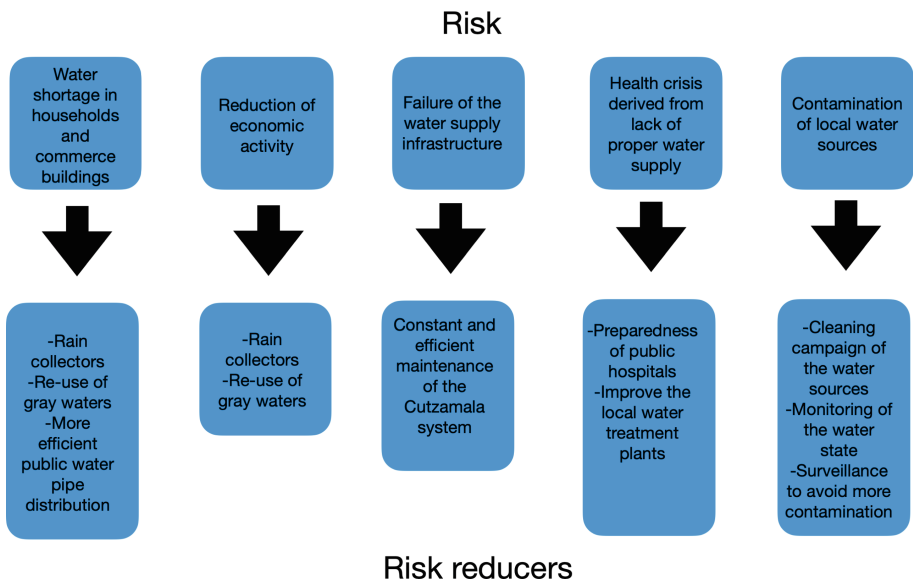 Risk
Water
shortage in
households
and
commerce
buildings
Reduction of
economic
activity
Failure of the
water supply
infrastructure
Health crisis
derived from
lack of
proper water
supply
Contamination
of local water
sources
-Rain
collectors
-Re-use of
gray waters
-More
efficient
public water
pipe
distribution
-Rain
collectors
-Re-use of
gray waters
Constant and
efficient
maintenance
of the
Cutzamala
system
-Preparedness
of public
hospitals
-Improve the
local water
treatment
plants
-Cleaning
campaign of
the water
sources
-Monitoring of
the water
state
-Surveillance
to avoid more
contamination
Risk reducers